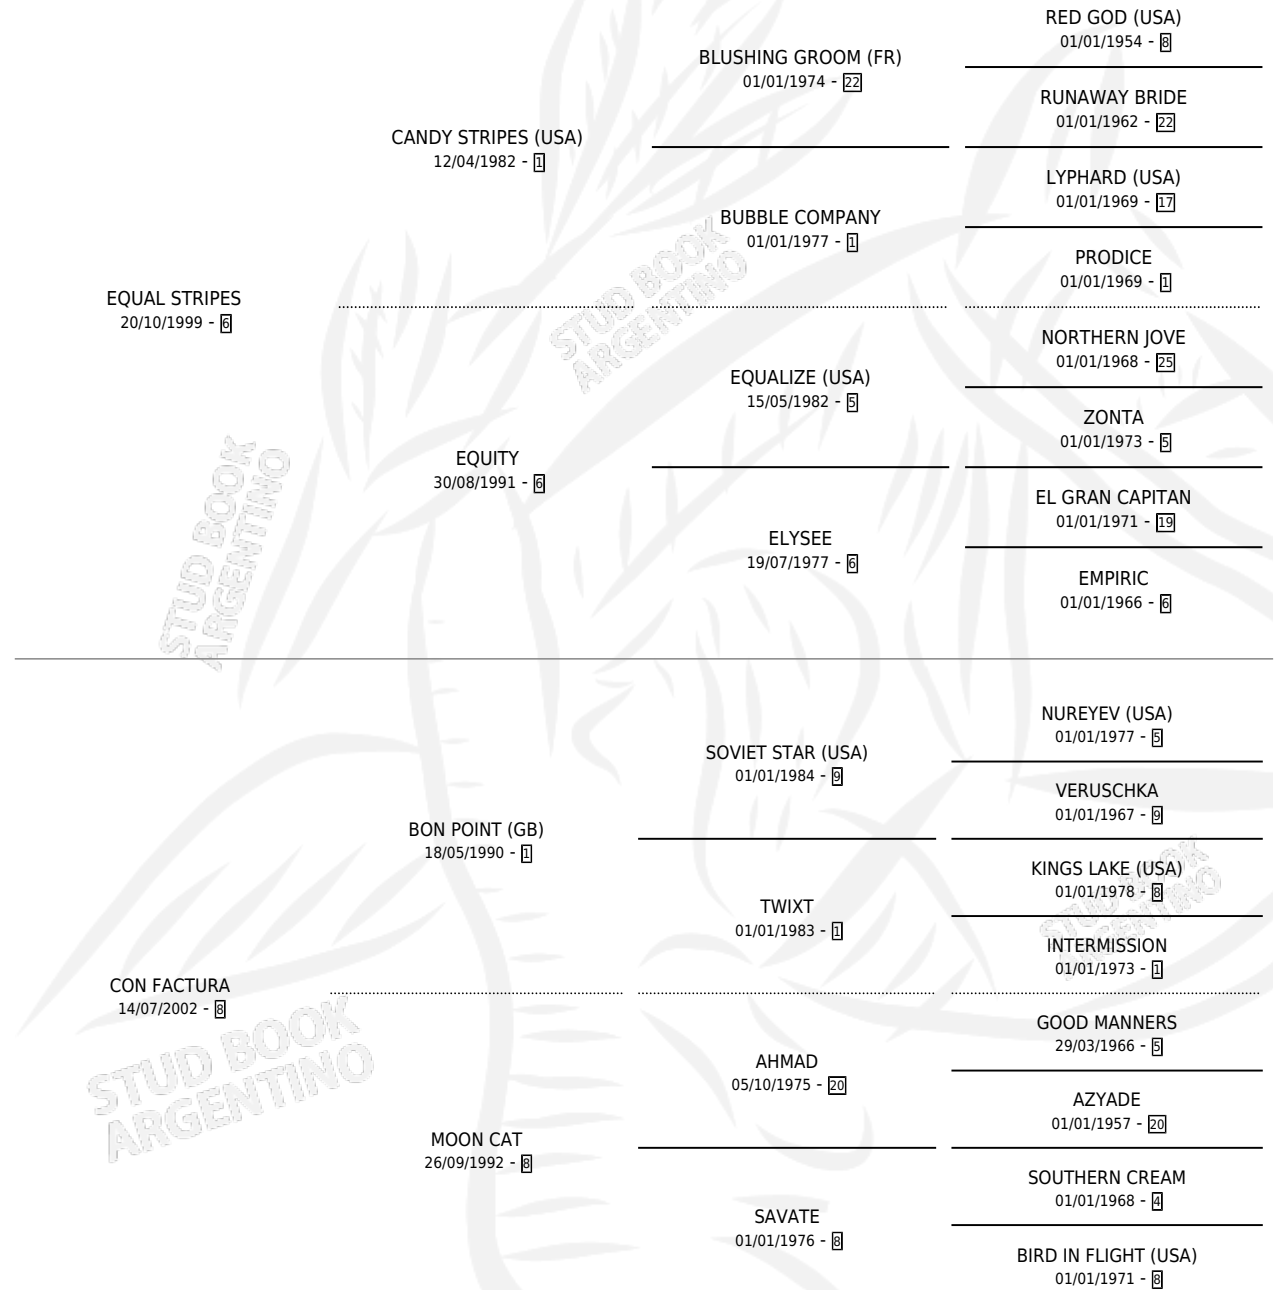 RED GOD (USA)
01/01/1954 - 8
BLUSHING GROOM (FR)
01/01/1974 - 22
RUNAWAY BRIDE
01/01/1962 - 22
CANDY STRIPES (USA)
12/04/1982 - 1
LYPHARD (USA)
01/01/1969 - 17
BUBBLE COMPANY
01/01/1977 - 1
PRODICE
01/01/1969 - 1
EQUAL STRIPES
20/10/1999 - 6
STUD BOOK
ARGENTINO
NORTHERN JOVE
01/01/1968 - 25
EQUALIZE (USA)
15/05/1982 - 5
ZONTA
01/01/1973 - 5
EQUITY
30/08/1991 - 6
EL GRAN CAPITAN
01/01/1971 - 19
ELYSEE
19/07/1977 - 6
EMPIRIC
01/01/1966 - 6
STUD BOOK
ARGENTINO
NUREYEV (USA)
01/01/1977 - 5
SOVIET STAR (USA)
01/01/1984 - 9
VERUSCHKA
01/01/1967 - 9
BON POINT (GB)
18/05/1990 - 1
KINGS LAKE (USA)
01/01/1978 - 8
TWIXT
01/01/1983 - 1
STUD BOOK
ARGENTINO
INTERMISSION
01/01/1973 - 1
CON FACTURA
14/07/2002 - 8
GOOD MANNERS
29/03/1966 - 5
STUD BOOK
ARGENTINO
AHMAD
05/10/1975 - 20
AZYADE
01/01/1957 - 20
MOON CAT
26/09/1992 - 8
SOUTHERN CREAM
01/01/1968 - 4
SAVATE
01/01/1976 - 8
BIRD IN FLIGHT (USA)
01/01/1971 - 8